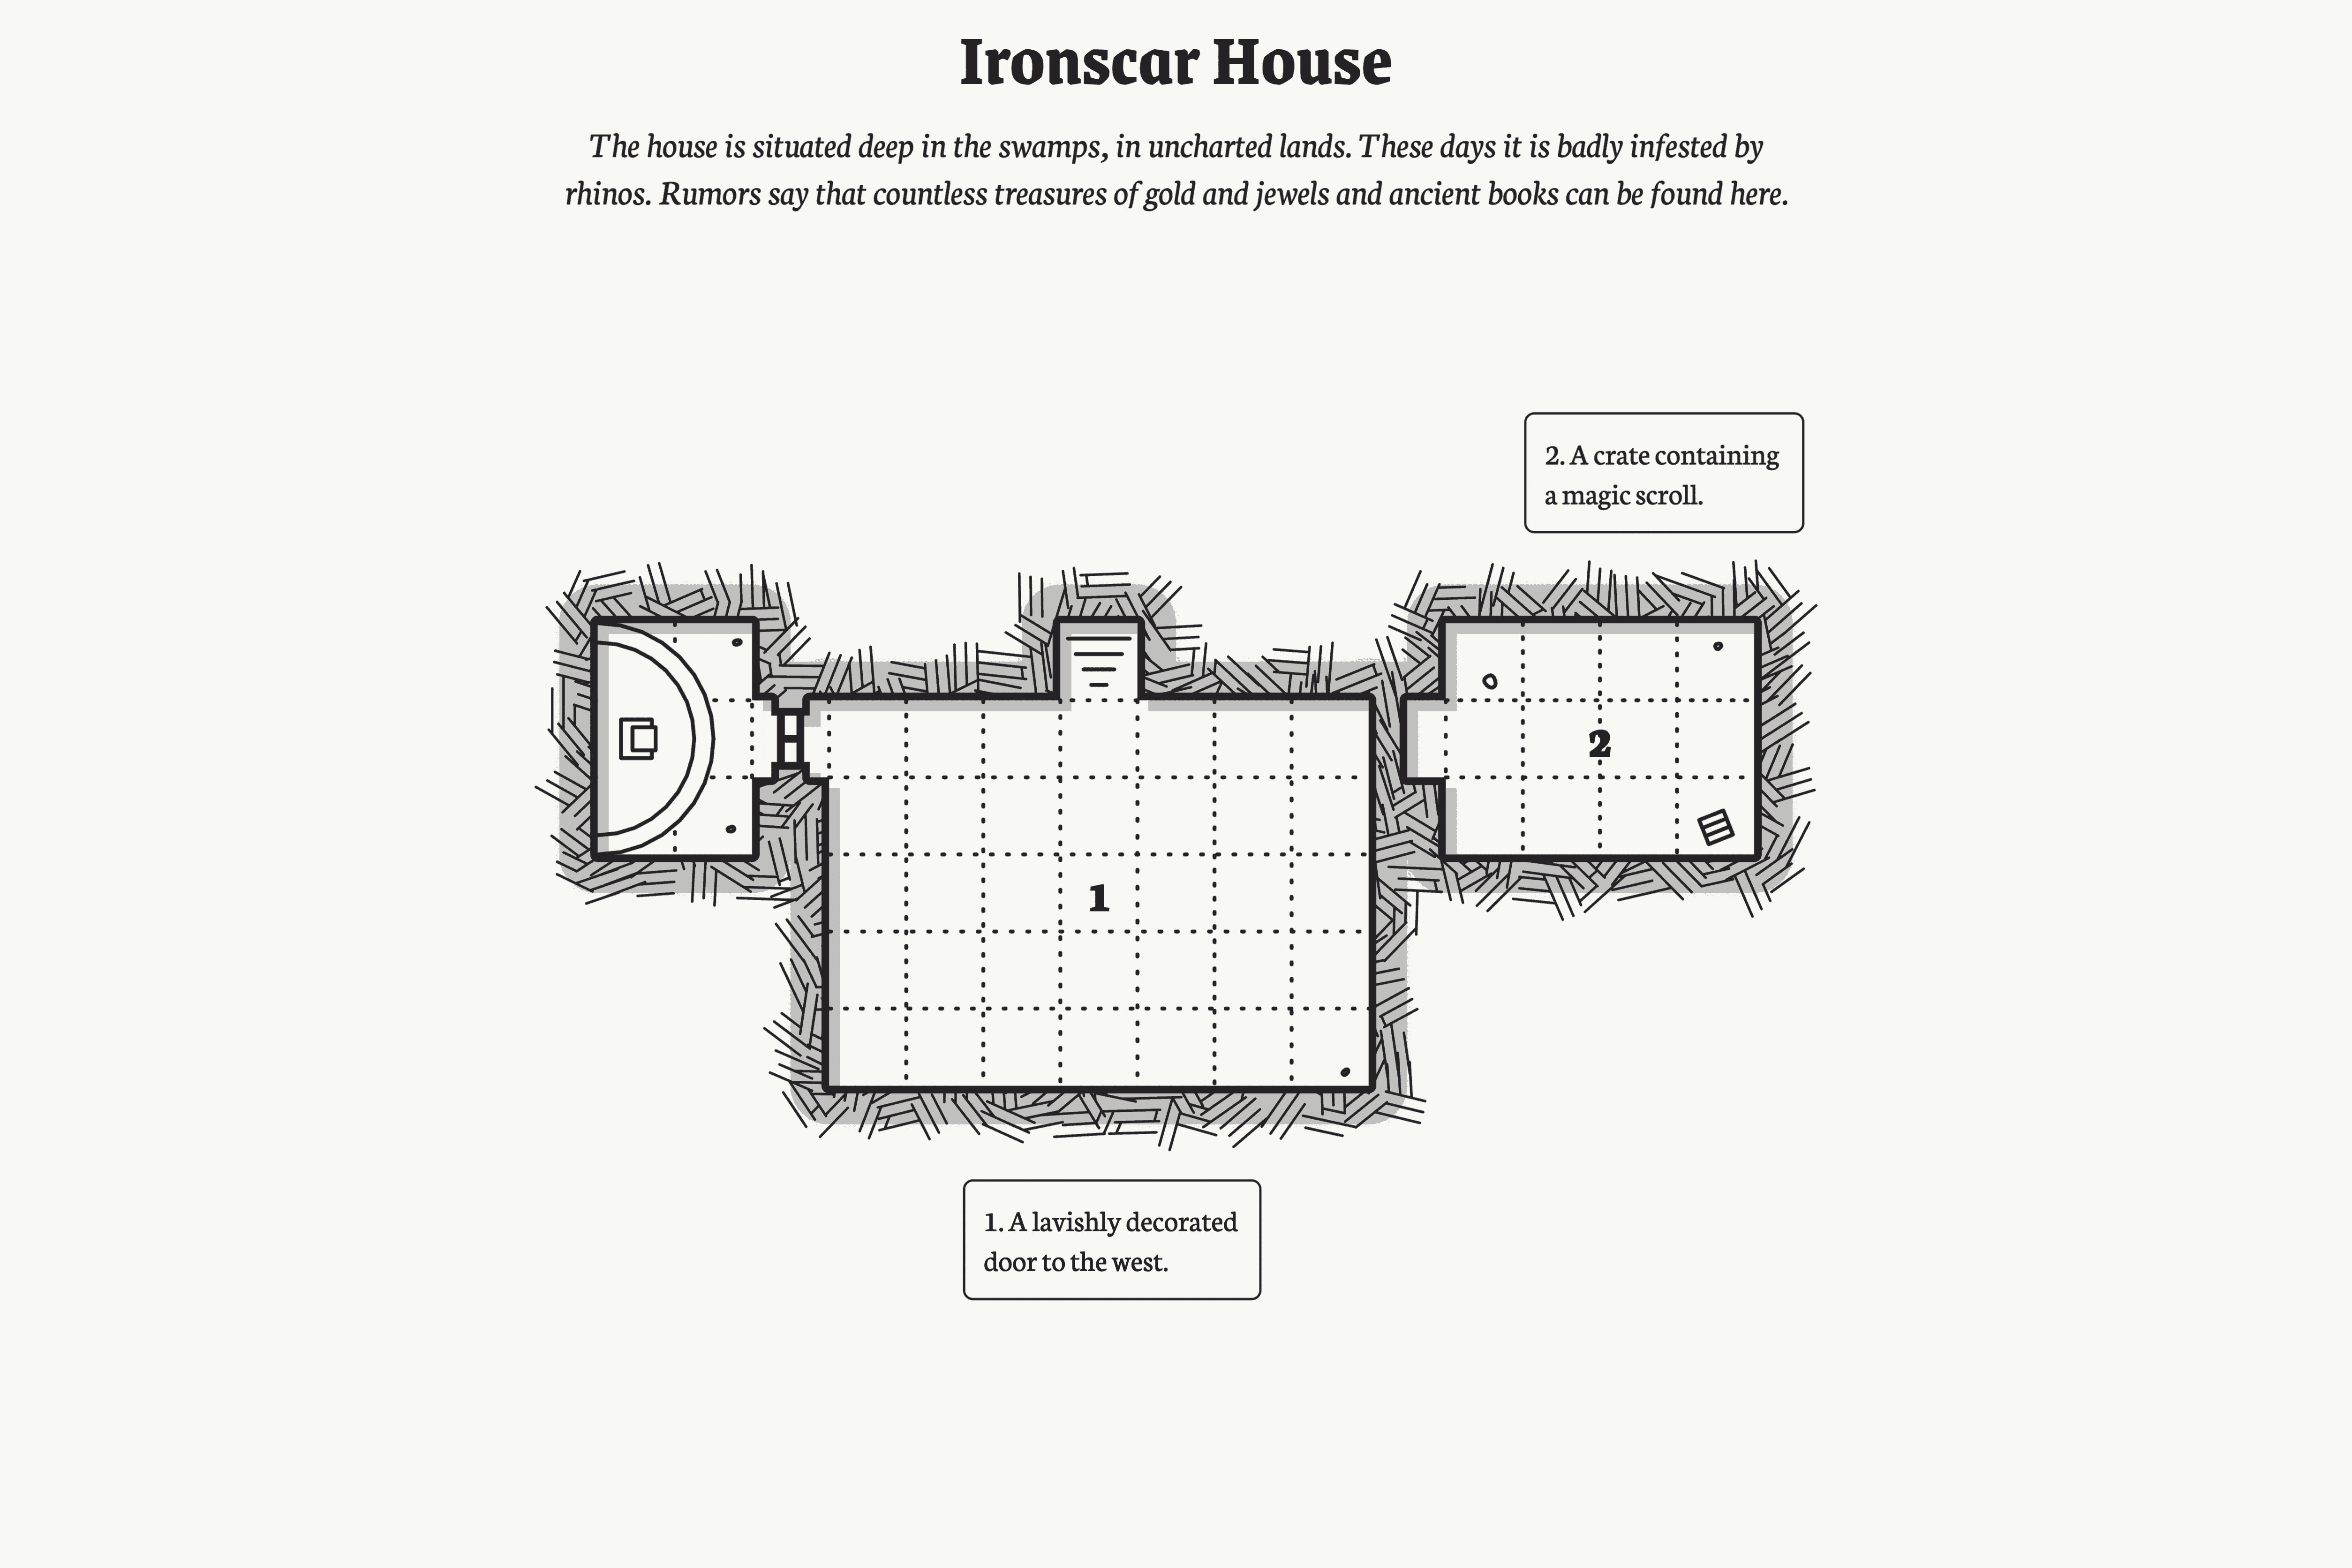 Ironscar House
The house is situated deep in the swamps, in uncharted lands. These days it is badly infested by
rhinos. Rumors say that countless treasures of gold and jewels and ancient books can be found here.
2. A crate containing
a magic scroll.
2
1
1. A lavishly decorated
door to the west.